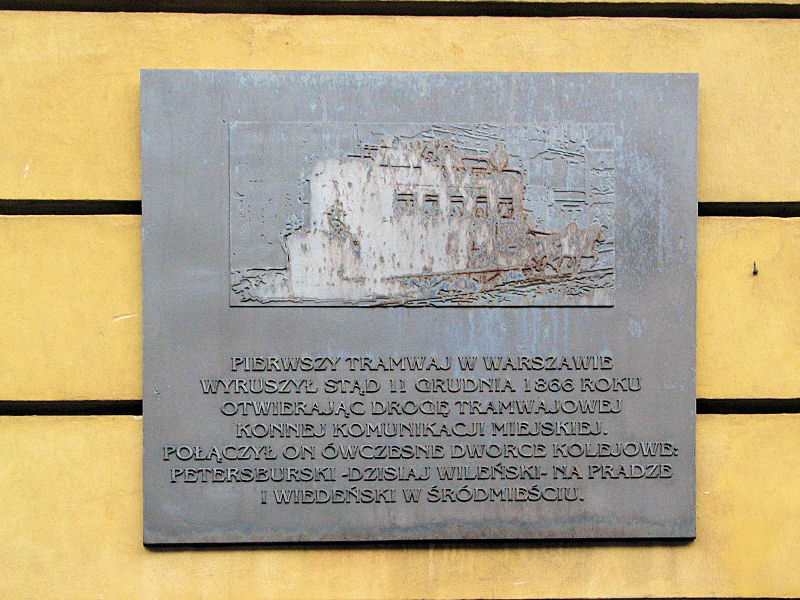 PIERWSZY TRAMWAJ W WARSZAWIE
WYRUSZYŁ STĄD 11 GRUDNIA 1866 ROKU
OTWIERAJĄC DROGĘ TRAMWAJOWEJ
KONNEJ KOMUNIKACJI MIEJSKIEJ.
POŁĄCZYŁ ON ÓWCZESNE DWORCE KOLEJOWE:
PETERSBURSKI -DZISIAJ WILEŃSKI- NA PRADZE
I WIEDEŃSKI W ŚRÓDMIEŚCIU.